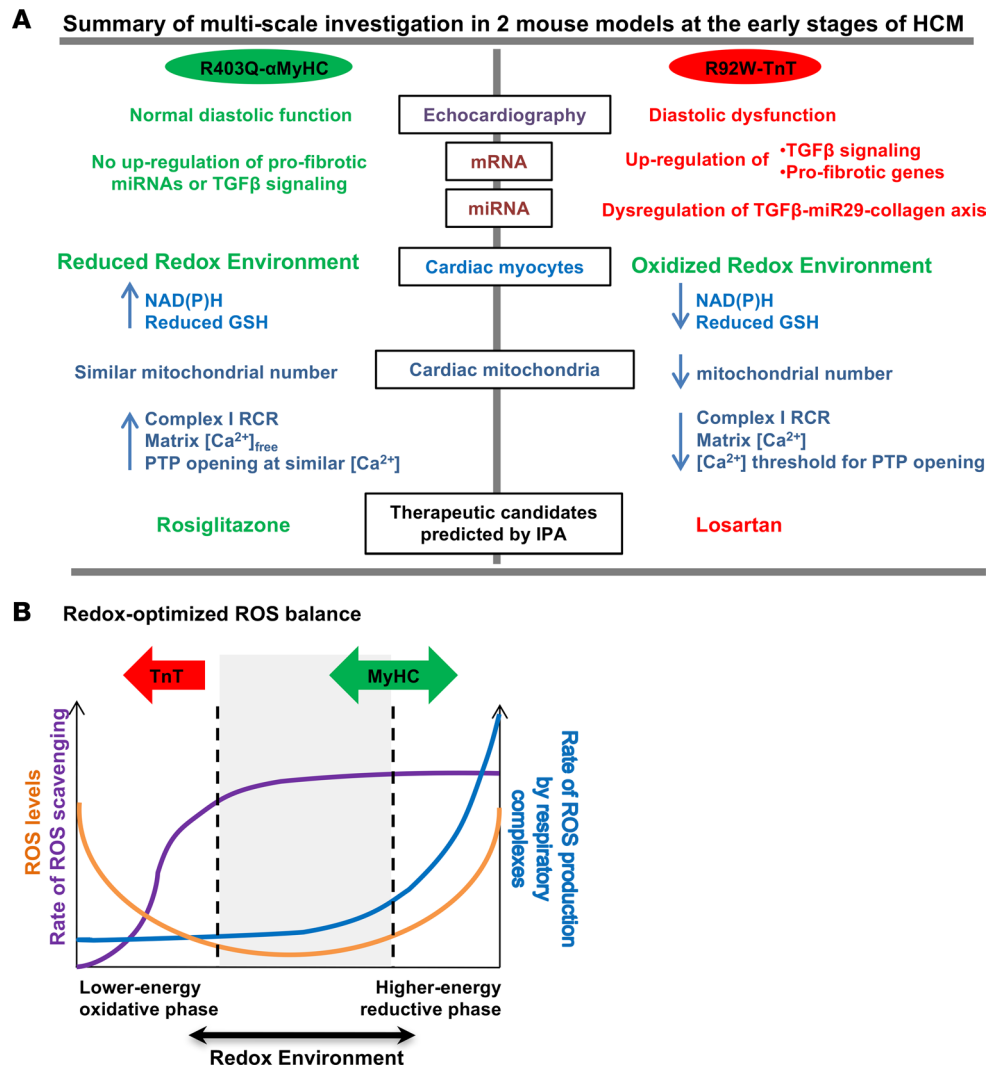 A
Summary of multi-scale investigation in 2 mouse models at the early stages of HCM
R403Q-αMyHC
R92W-TnT
Normal diastolic function
Echocardiography
Diastolic dysfunction
No up-regulation of pro-fibrotic
miRNAs or TGFβ signaling
mRNA
Up-regulation of
•TGFβ signaling
•Pro-fibrotic genes
miRNA
Dysregulation of TGFβ-miR29-collagen axis
Reduced Redox Environment
Cardiac myocytes
Oxidized Redox Environment
NAD(P)H
Reduced GSH
NAD(P)H
Reduced GSH
Similar mitochondrial number
Cardiac mitochondria
mitochondrial number
Complex I RCR
Matrix [Ca²⁺]free
PTP opening at similar [Ca²⁺]
Complex I RCR
Matrix [Ca²⁺]
[Ca²⁺] threshold for PTP opening
Rosiglitazone
Therapeutic candidates
predicted by IPA
Losartan
B
Redox-optimized ROS balance
TnT
MyHC
ROS levels
Rate of ROS scavenging
Rate of ROS production
by respiratory
complexes
Lower-energy
oxidative phase
Higher-energy
reductive phase
Redox Environment